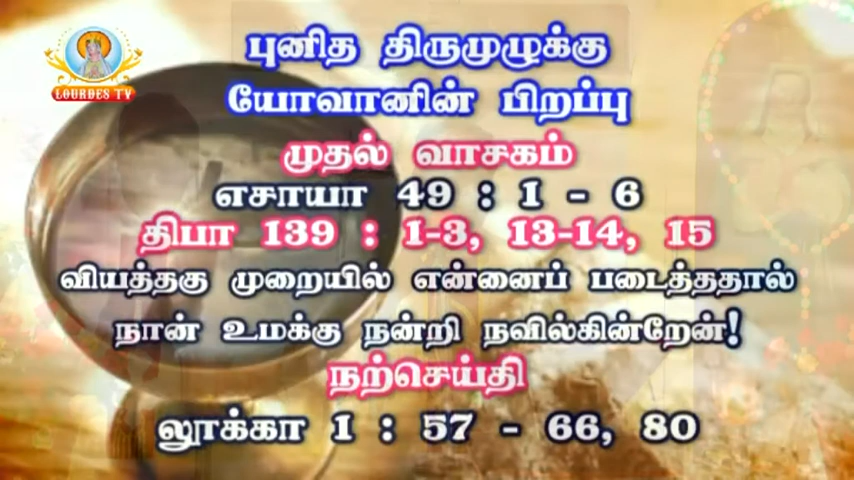 LOURDES TV
புனித திருமுழுக்கு
யோவானின் பிறப்பு
முதல் வாசகம்
எசாயா 49 : 1 - 6
திபா 139 : 1-3, 13-14, 15
வியத்தகு முறையில் என்னைப் படைத்ததால்
நான் உமக்கு நன்றி நவில்கின்றேன்!
நற்செய்தி
லூக்கா 1 : 57 - 66, 80